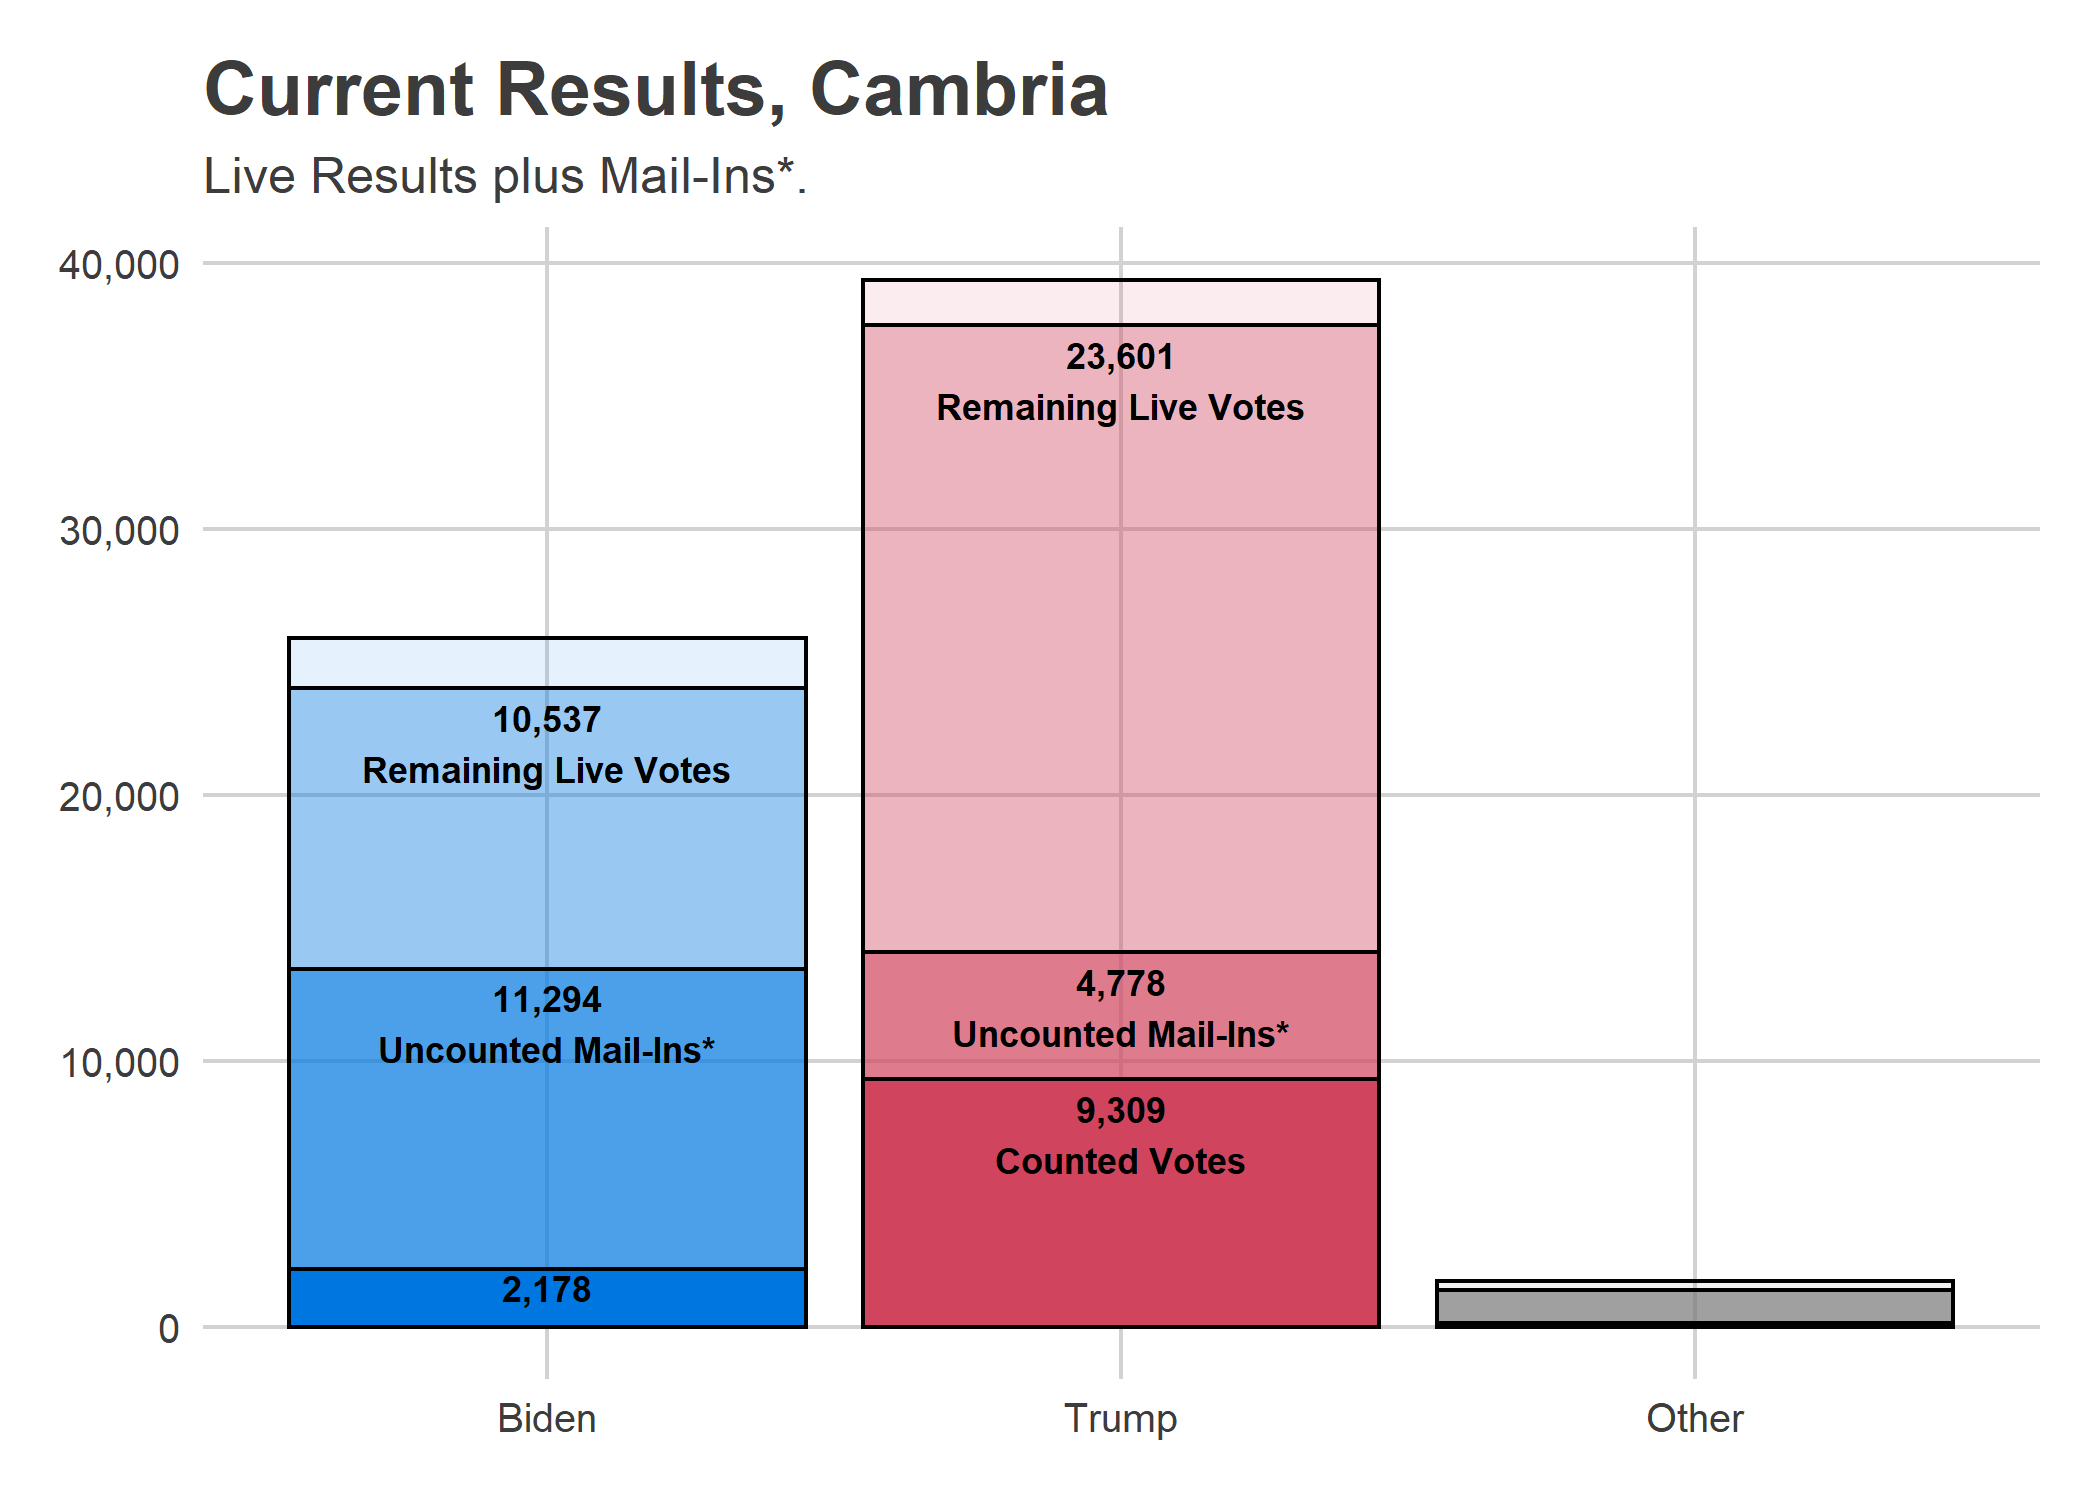 Current Results, Cambria
Live Results plus Mail-Ins*.
40,000
30,000
20,000
10,000
0
10,537
Remaining Live Votes
11,294
Uncounted Mail-Ins*
2,178
23,601
Remaining Live Votes
4,778
Uncounted Mail-Ins*
9,309
Counted Votes
Biden
Trump
Other